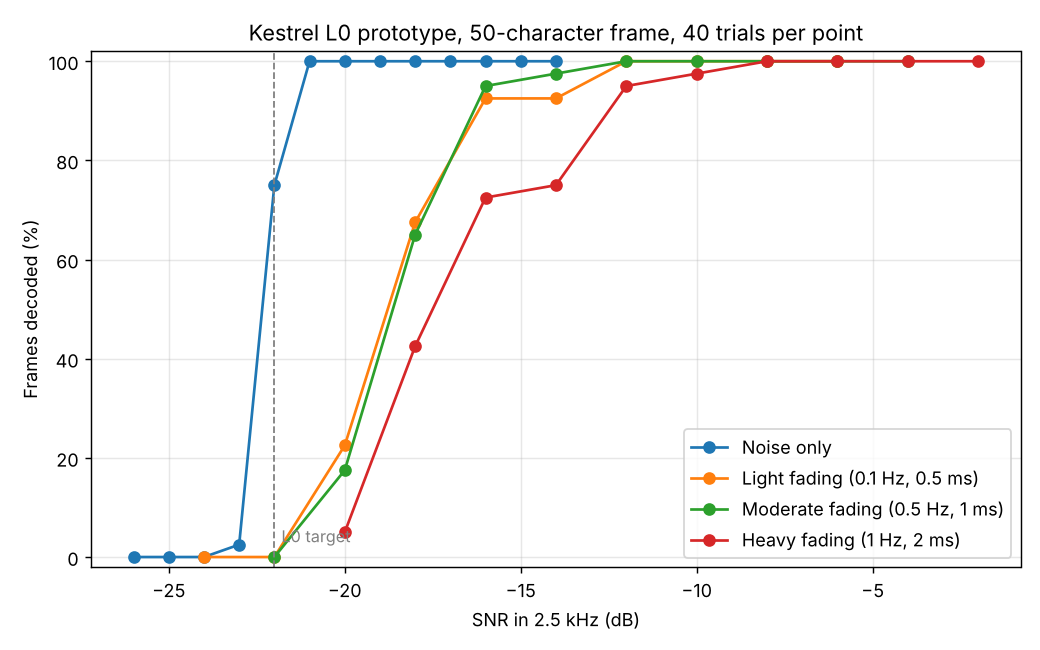 Kestrel L0 prototype, 50-character frame, 40 trials per point
Frames decoded (%)
100
80
60
40
20
0
L0 target
Noise only
Light fading (0.1 Hz, 0.5 ms)
Moderate fading (0.5 Hz, 1 ms)
Heavy fading (1 Hz, 2 ms)
−25
−20
−15
−10
−5
SNR in 2.5 kHz (dB)